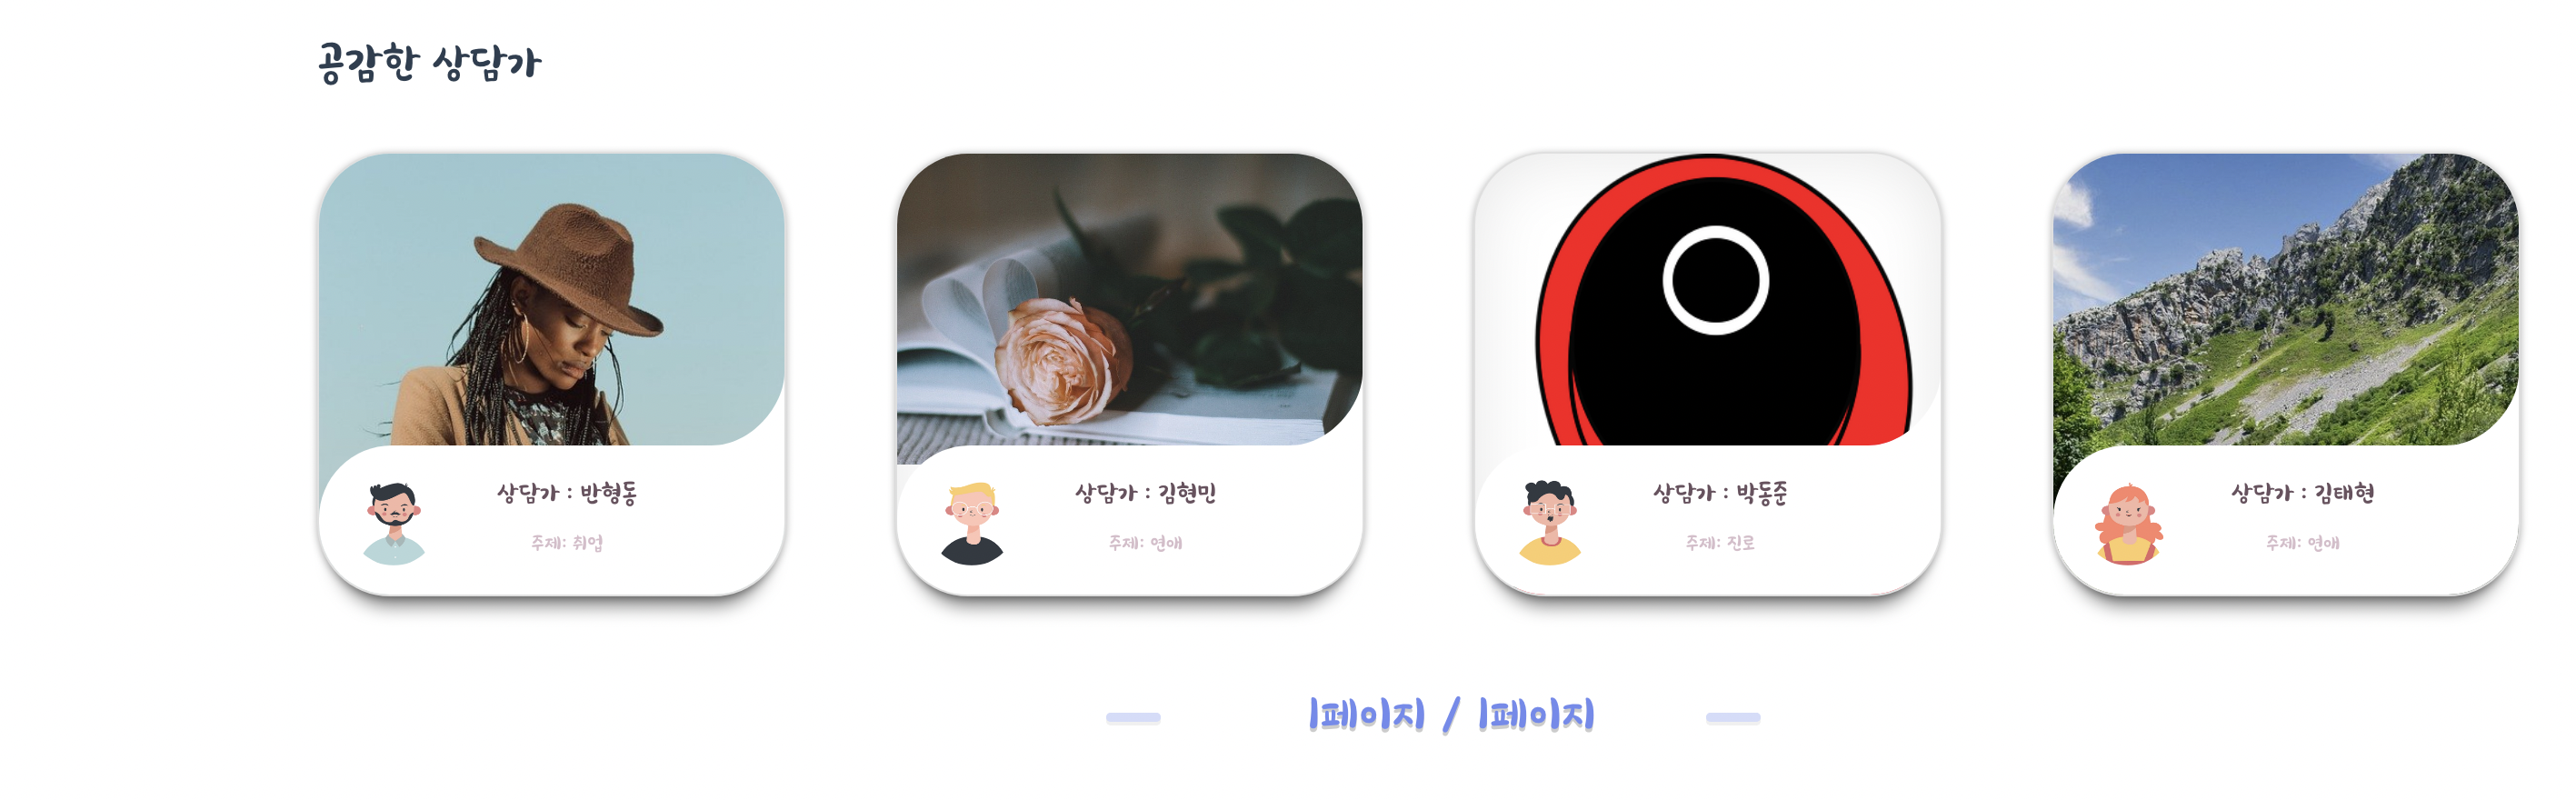 공감한 상담가
상담가 : 반형동
주제: 취업
상담가 : 김현민
주제: 연애
상담가 : 박동준
주제: 진로
상담가 : 김태현
주제: 연애
1페이지 / 1페이지